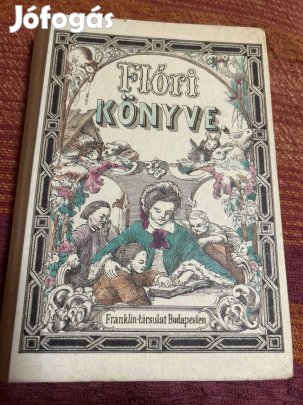 Jófogás
Flóri
KÖNYVE
Franklin-társulat Budapesten